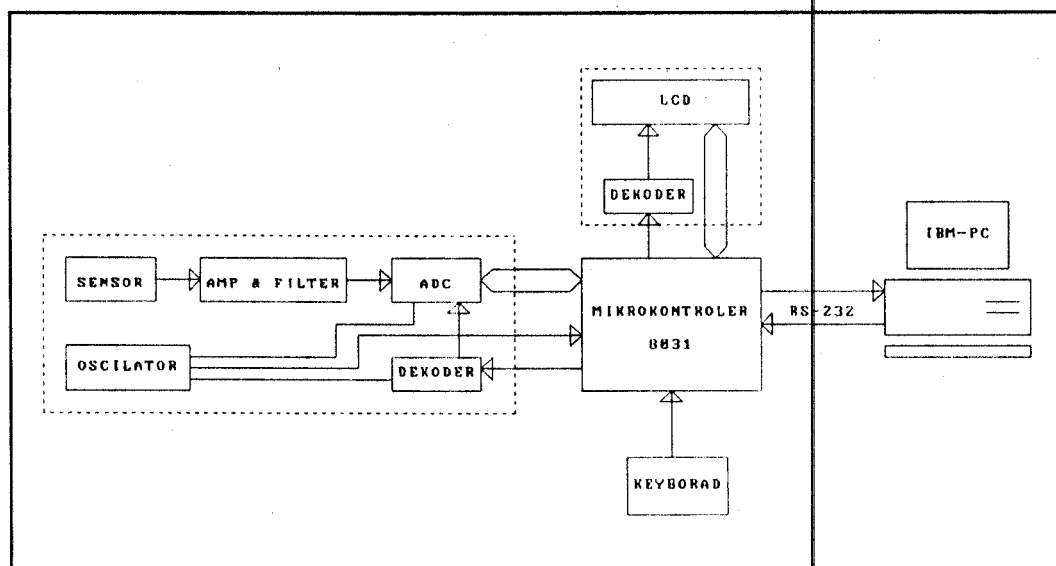 LCD
DEKODER
IBM-PC
SENSOR
AMP & FILTER
ADC
MIKROKONTROLER
8031
RS-232
OSCILATOR
DEKODER
KEYBORAD